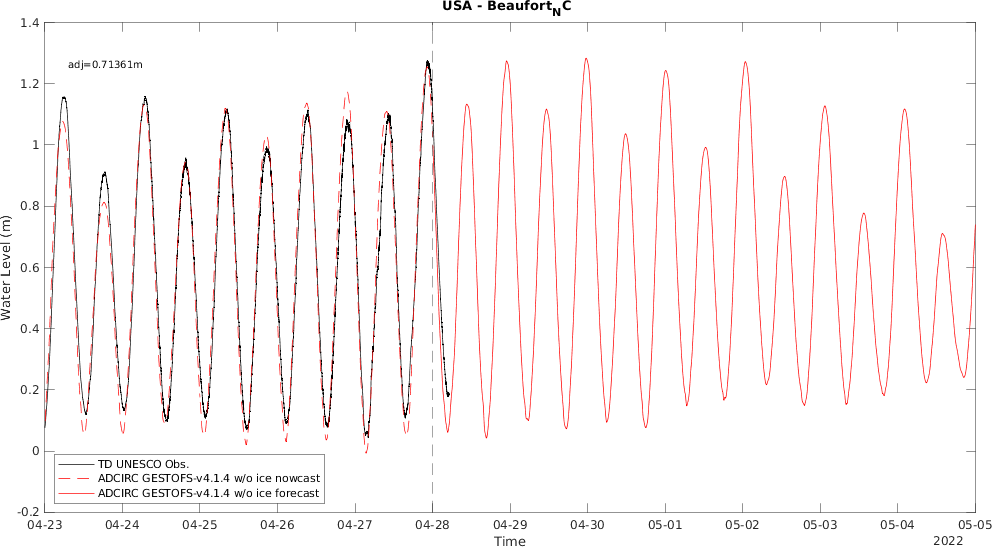 USA - BeaufortNC
adj=0.71361m
1.4
1.2
1
0.8
0.6
0.4
0.2
0
-0.2
Water Level (m)
TD UNESCO Obs.
ADCIRC GESTOFS-v4.1.4 w/o ice nowcast
ADCIRC GESTOFS-v4.1.4 w/o ice forecast
04-23 04-24 04-25 04-26 04-27 04-28 04-29 04-30 05-01 05-02 05-03 05-04 05-05
Time
2022